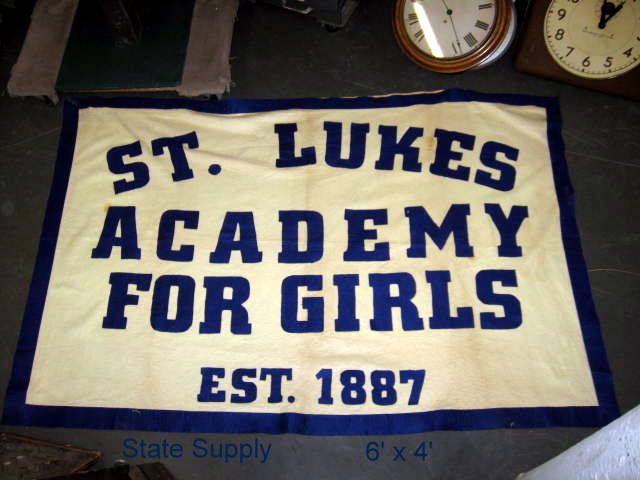 ST. LUKES
ACADEMY
FOR GIRLS
EST. 1887
State Supply 6' x 4'